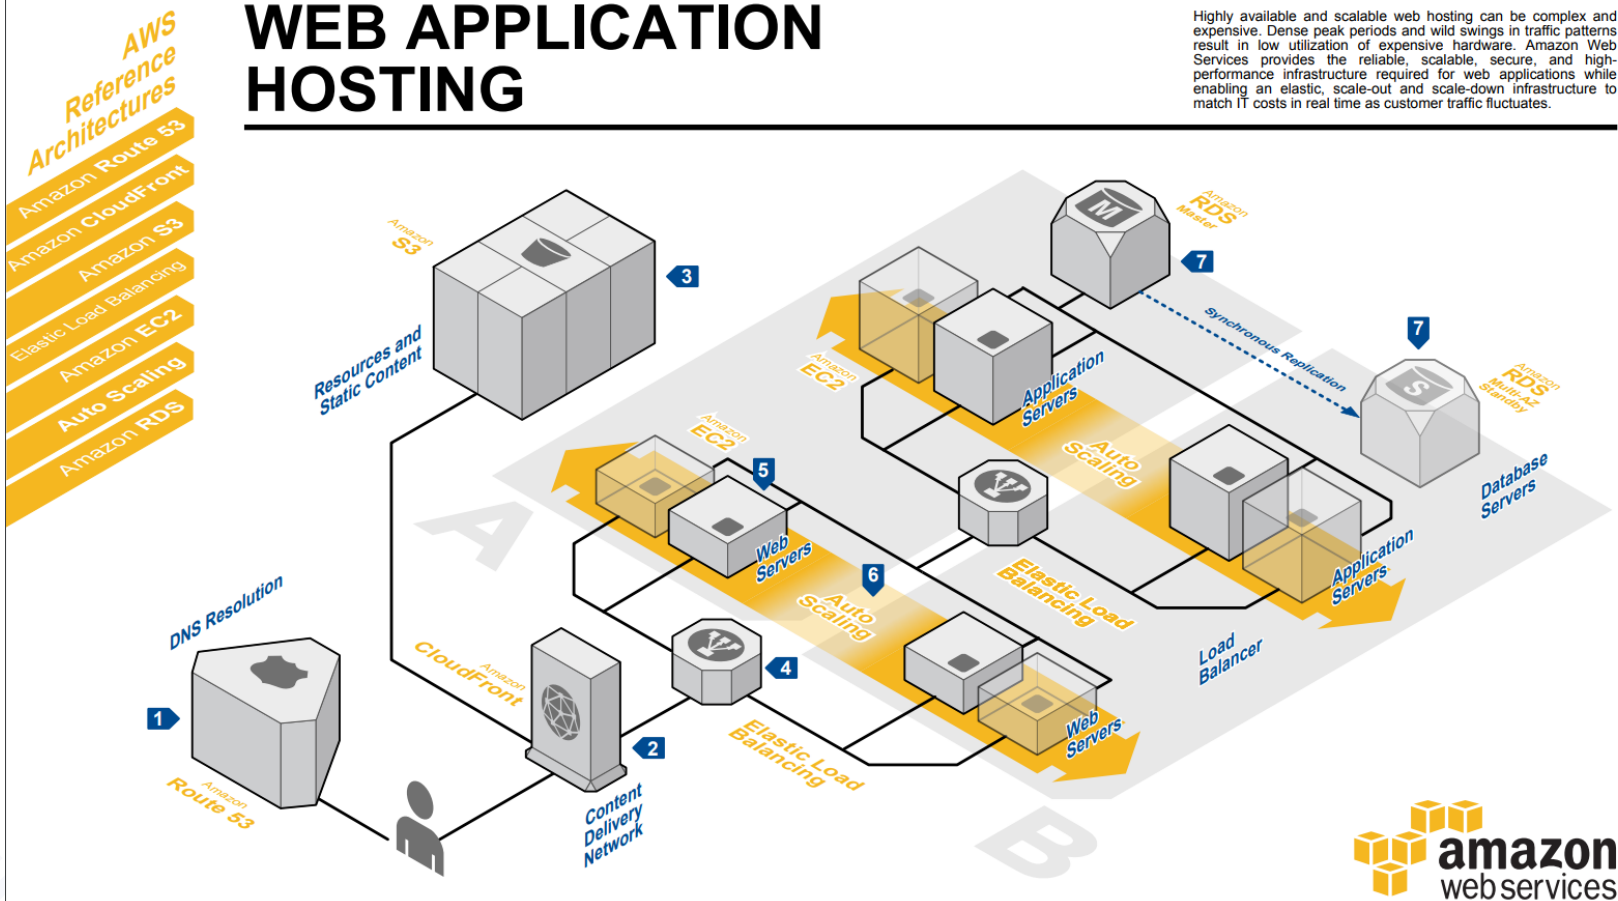 AWS
Reference
Architectures
Amazon Route 53
Amazon CloudFront
Amazon S3
Elastic Load Balancing
Amazon EC2
Auto Scaling
Amazon RDS
WEB APPLICATION
HOSTING
Highly available and scalable web hosting can be complex and
expensive. Dense peak periods and wild swings in traffic patterns
result in low utilization of expensive hardware. Amazon Web
Services provides the reliable, scalable, secure, and high-
performance infrastructure required for web applications while
enabling an elastic, scale-out and scale-down infrastructure to
match IT costs in real time as customer traffic fluctuates.
Amazon
S3
3
Resources and
Static Content
M
Amazon
RDS
Master
7
Synchronous Replication
7
S
Amazon
RDS
Multi-AZ
Standby
Database
Servers
Amazon
EC2
Application
Servers
Auto
Scaling
Application
Servers
Elastic Load
Balancing
Load
Balancer
Amazon
EC2
5
Web
Servers
6
Auto
Scaling
Web
Servers
A
B
4
Elastic Load
Balancing
DNS Resolution
1
Amazon
Route 53
Amazon
CloudFront
2
Content
Delivery
Network
amazon
web services